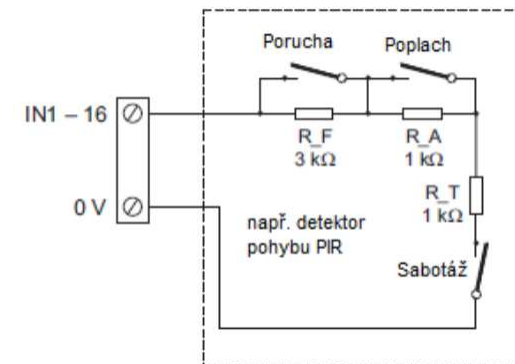 Porucha
Poplach
IN1 – 16
R_F
3 kΩ
R_A
1 kΩ
R_T
1 kΩ
0 V
např. detektor
pohybu PIR
Sabotáž